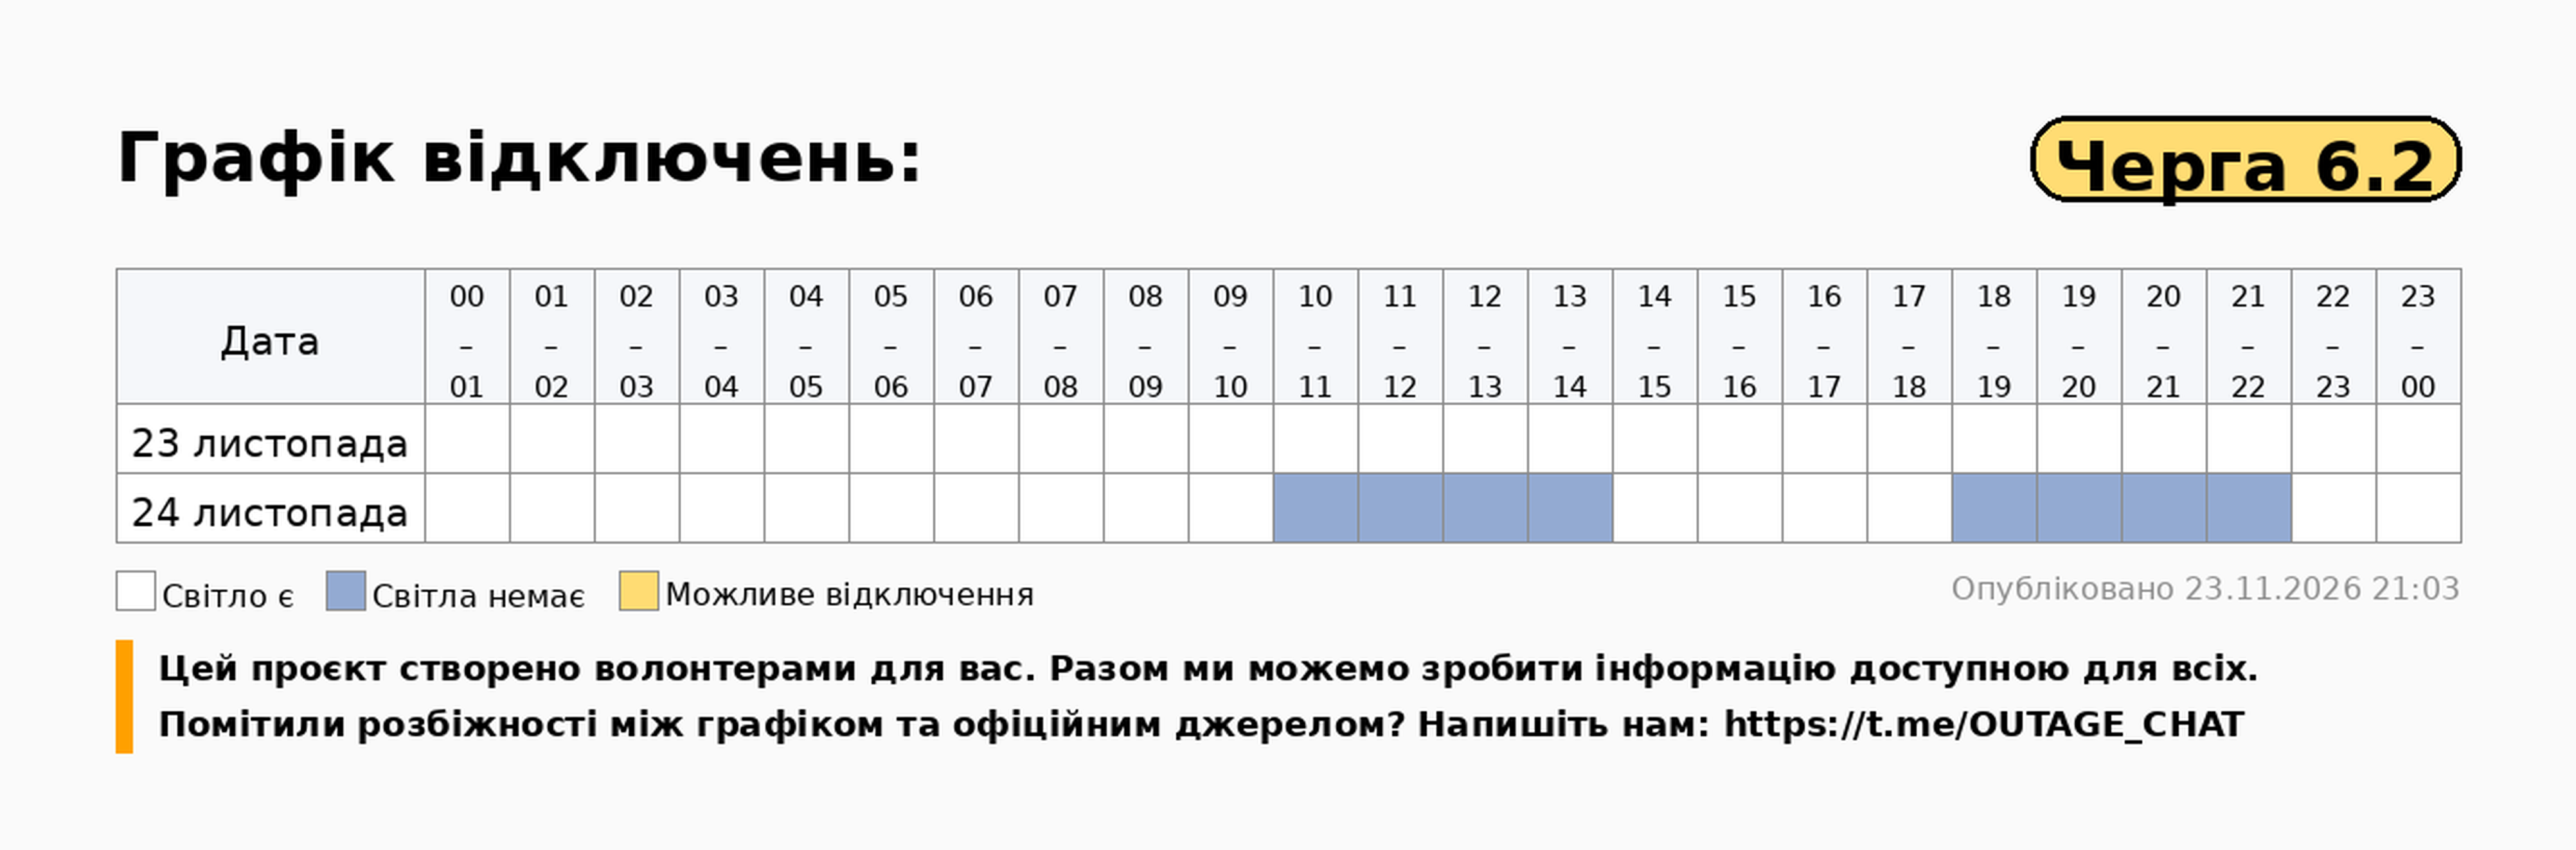 Графік відключень:
Черга 6.2
Дата
00 – 01
01 – 02
02 – 03
03 – 04
04 – 05
05 – 06
06 – 07
07 – 08
08 – 09
09 – 10
10 – 11
11 – 12
12 – 13
13 – 14
14 – 15
15 – 16
16 – 17
17 – 18
18 – 19
19 – 20
20 – 21
21 – 22
22 – 23
23 – 00
23 листопада
24 листопада
Світло є
Світла немає
Можливе відключення
Опубліковано 23.11.2026 21:03
Цей проєкт створено волонтерами для вас. Разом ми можемо зробити інформацію доступною для всіх.
Помітили розбіжності між графіком та офіційним джерелом? Напишіть нам: https://t.me/OUTAGE_CHAT